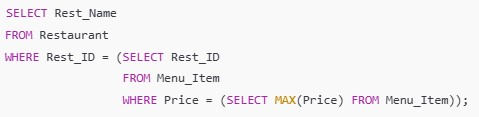 SELECT Rest_Name
FROM Restaurant
WHERE Rest_ID = (SELECT Rest_ID
FROM Menu_Item
WHERE Price = (SELECT MAX(Price) FROM Menu_Item));